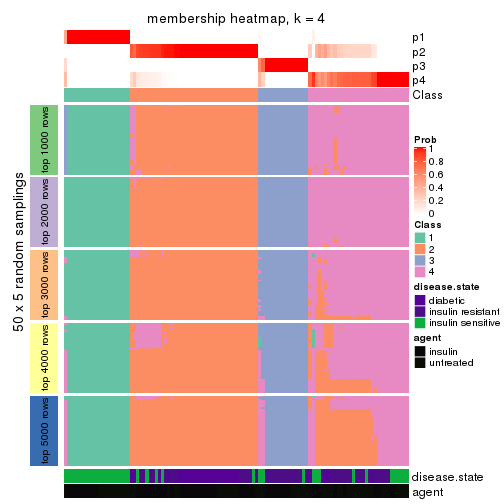 membership heatmap, k = 4
p1
p2
p3
p4
Class
50 x 5 random samplings
top 1000 rows
top 2000 rows
top 3000 rows
top 4000 rows
top 5000 rows
disease.state
agent
Prob
1
0.8
0.6
0.4
0.2
0
Class
1
2
3
4
disease.state
diabetic
insulin resistant
insulin sensitive
agent
insulin
untreated